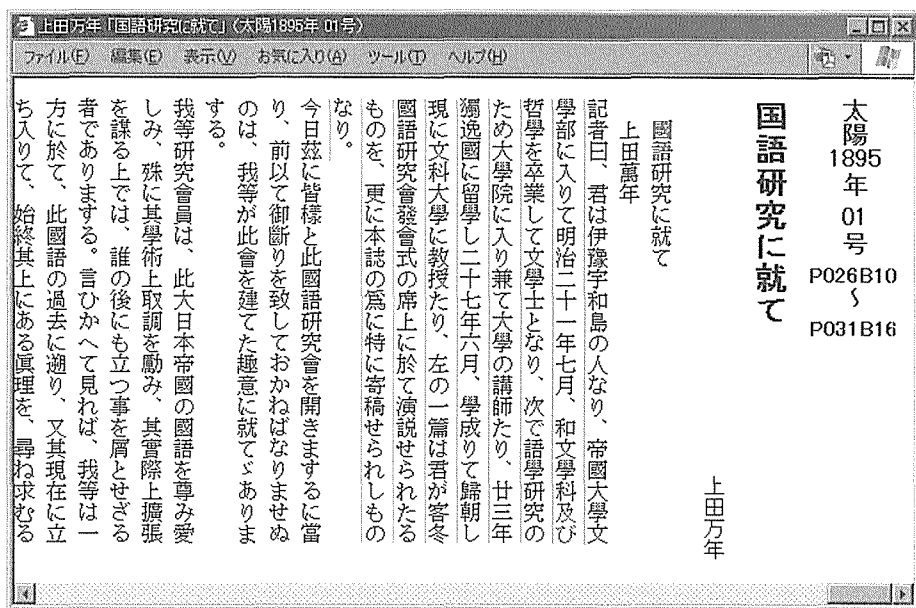 上田万年「国語研究に就て」（太陽1895年 01号）
ファイル(F) 編集(E) 表示(V) お気に入り(A) ツール(T) ヘルプ(H)
太陽1895年01号P026B10〜P031B16
国語研究に就て
上田万年
國語研究に就て
上田萬年
記者曰、君は伊豫宇和島の人なり、帝國大學文
學部に入りて明治二十一年七月、和文學科及び
哲學を卒業して文學士となり、次で語學研究の
ため大學院に入り兼て大學の講師たり、廿三年
獨逸國に留學し二十七年六月、學成りて歸朝し
現に文科大學に教授たり、左の一篇は君が客冬
國語研究會發會式の席上に於て演説せられたる
ものを、更に本誌の爲に特に寄稿せられしもの
なり。
今日茲に皆樣と此國語研究會を開きまするに當
り、前以て御斷りを致しておかねばなりませぬ
のは、我等が此會を建てた趣意に就てゞありま
する。
我等研究會員は、此大日本帝國の國語を尊み愛
しみ、殊に其學術上取調を勵み、其實際上擴張
を謀る上では、誰の後にも立つ事を屑とせざる
者でありまする。言ひかへて見れば、我等は一
方に於て、此國語の過去に遡り、又其現在に立
ち入りて、始終其上にある眞理を、尋ね求むる